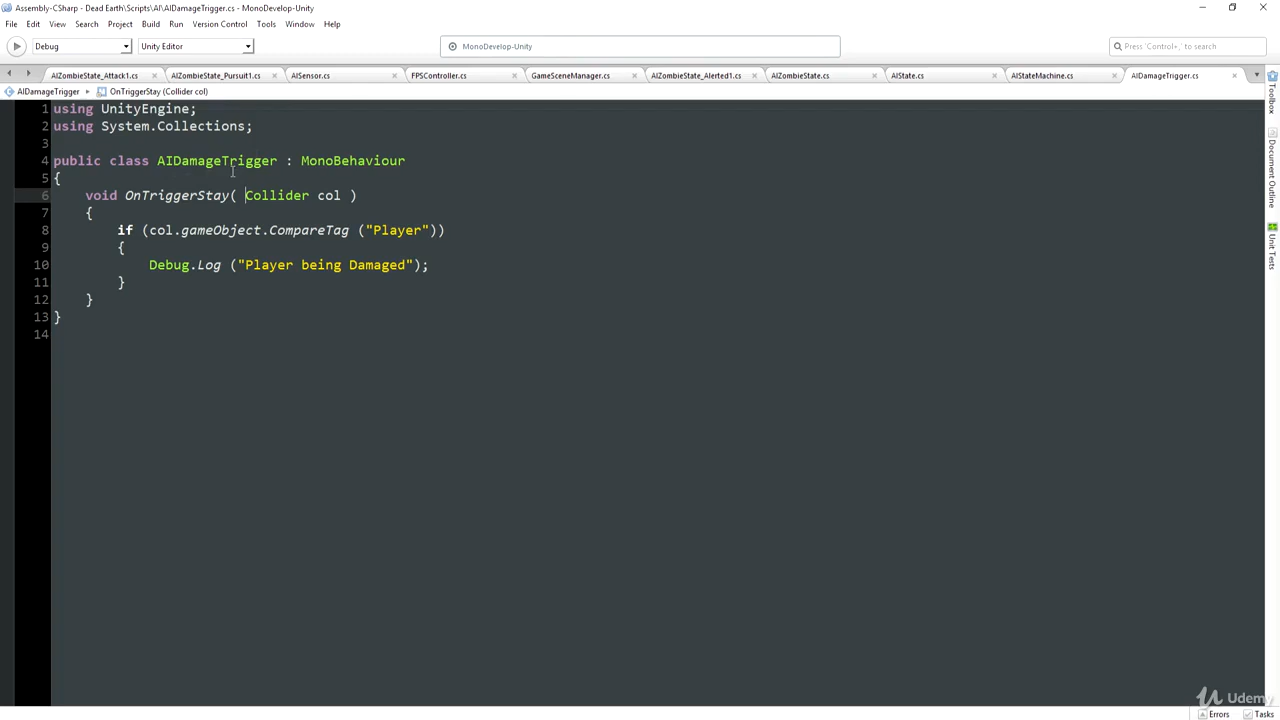 Assembly-CSharp - Dead Earth\Scripts\AI\AIDamageTrigger.cs - MonoDevelop-Unity
File Edit View Search Project Build Run Version Control Tools Window Help
Debug Unity Editor MonoDevelop-Unity Press 'Control+,' to search
AIZombieState_Attack1.cs AIZombieState_Pursuit1.cs AISensor.cs FPSController.cs GameSceneManager.cs AIZombieState_Alerted1.cs AIZombieState.cs AIState.cs AIStateMachine.cs AIDamageTrigger.cs
AIDamageTrigger OnTriggerStay (Collider col)
1 using UnityEngine;
2 using System.Collections;
3
4 public class AIDamageTrigger : MonoBehaviour
5 {
6 void OnTriggerStay( Collider col )
7 {
8 if (col.gameObject.CompareTag ("Player"))
9 {
10 Debug.Log ("Player being Damaged");
11 }
12 }
13 }
14
Toolbox
Document Outline
Unit Tests
Udemy
Errors Tasks